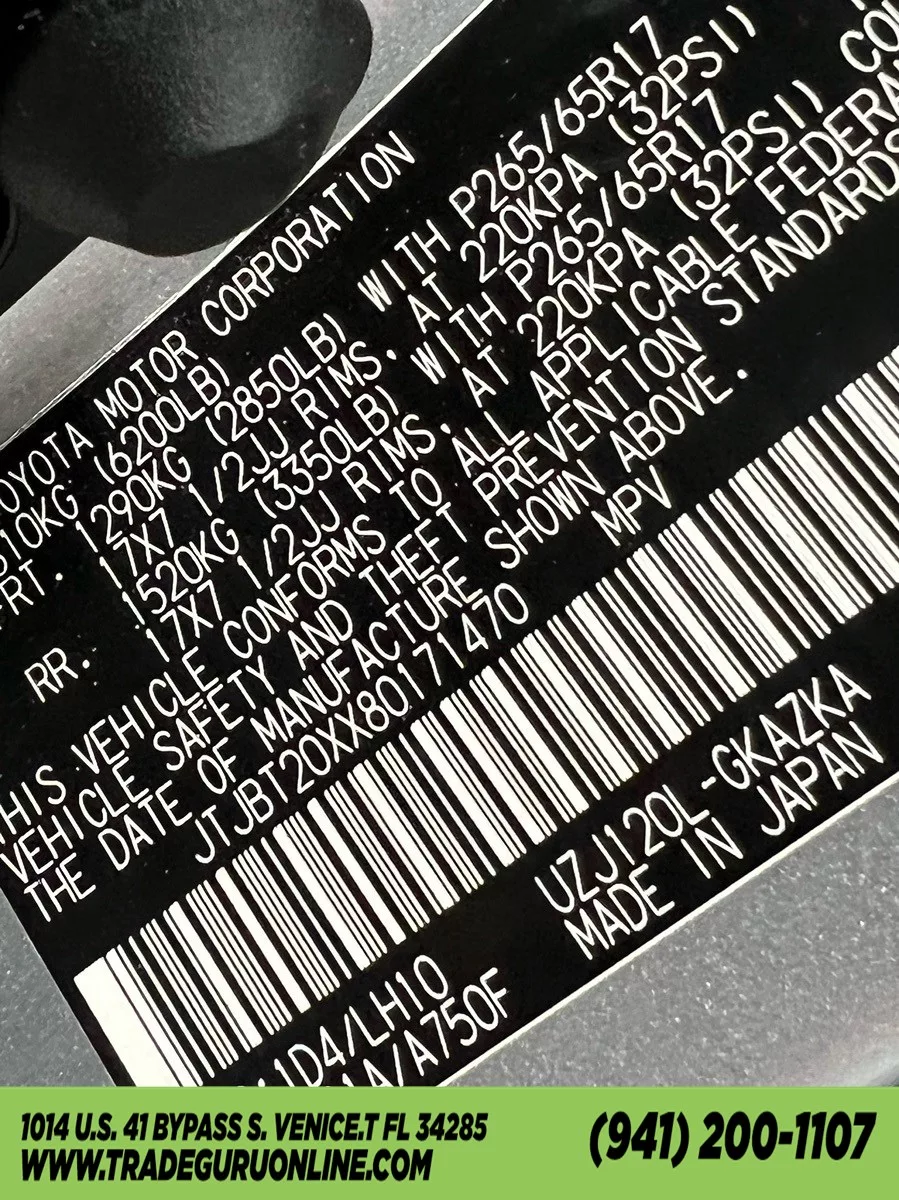 TOYOTA MOTOR CORPORATION
(6200LB)
1290KG (2850LB) WITH P265/65R17
17X7 1/2JJ RIMS, AT 220KPA (32PSI)
RR. 1520KG (3350LB) WITH P265/65R17
17X7 1/2JJ RIMS, AT 220KPA (32PSI)
THIS VEHICLE CONFORMS TO ALL APPLICABLE
VEHICLE SAFETY AND THEFT PREVENTION STANDARDS
THE DATE OF MANUFACTURE SHOWN ABOVE.
JTJBT20XX80171470 MPV
UZJ120L-GKAZKA
1D4/LH10 MADE IN JAPAN
/A750F
1014 U.S. 41 BYPASS S. VENICE.T FL 34285
WWW.TRADEGURUONLINE.COM
(941) 200-1107